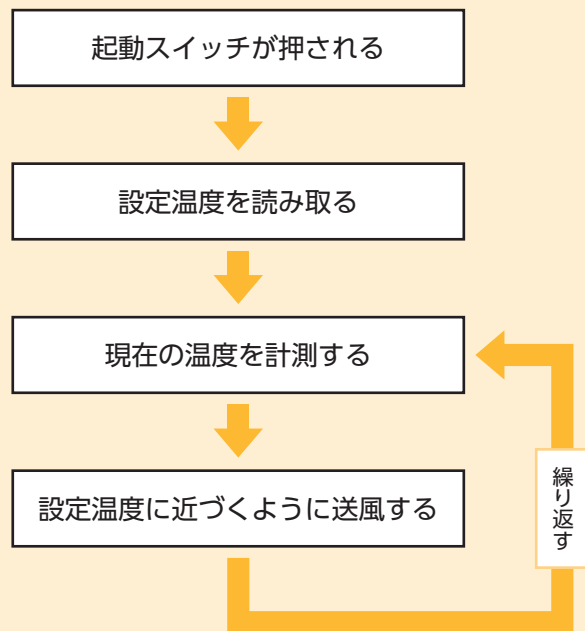 起動スイッチが押される
設定温度を読み取る
現在の温度を計測する
設定温度に近づくように送風する
繰り返す